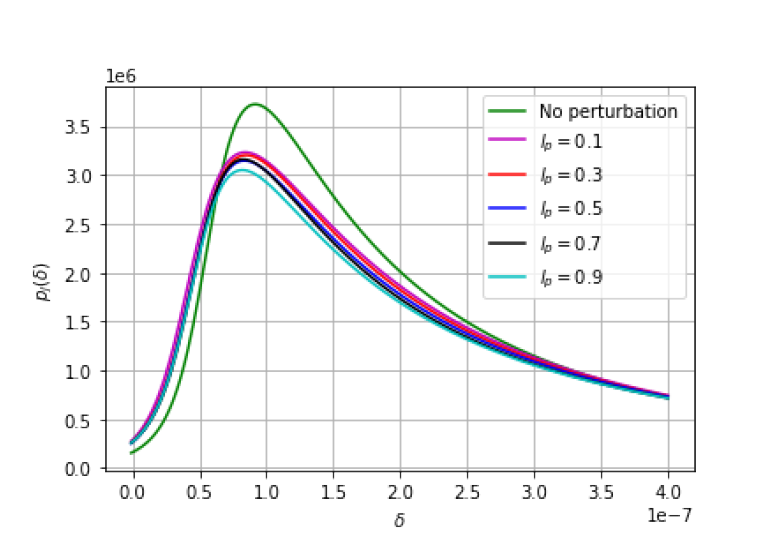 1e6
3.5
3.0
2.5
2.0
1.5
1.0
0.5
0.0
p_l(δ)
No perturbation
l_p = 0.1
l_p = 0.3
l_p = 0.5
l_p = 0.7
l_p = 0.9
0.0 0.5 1.0 1.5 2.0 2.5 3.0 3.5 4.0
1e−7
δ